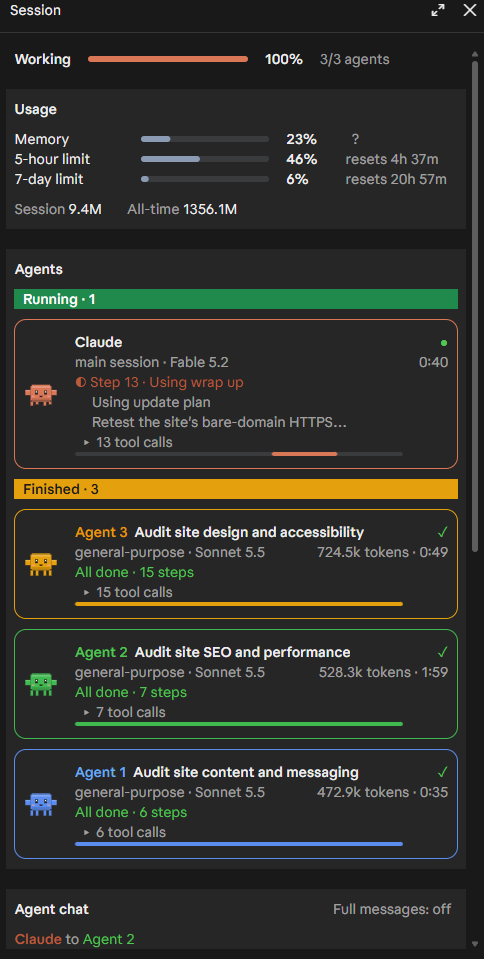 Session
Working 100% 3/3 agents
Usage
Memory 23% ?
5-hour limit 46% resets 4h 37m
7-day limit 6% resets 20h 57m
Session 9.4M All-time 1356.1M
Agents
Running · 1
Claude
main session · Fable 5.2 0:40
Step 13 · Using wrap up
Using update plan
Retest the site's bare-domain HTTPS...
13 tool calls
Finished · 3
Agent 3 Audit site design and accessibility ✓
general-purpose · Sonnet 5.5 724.5k tokens · 0:49
All done · 15 steps
15 tool calls
Agent 2 Audit site SEO and performance ✓
general-purpose · Sonnet 5.5 528.3k tokens · 1:59
All done · 7 steps
7 tool calls
Agent 1 Audit site content and messaging ✓
general-purpose · Sonnet 5.5 472.9k tokens · 0:35
All done · 6 steps
6 tool calls
Agent chat Full messages: off
Claude to Agent 2